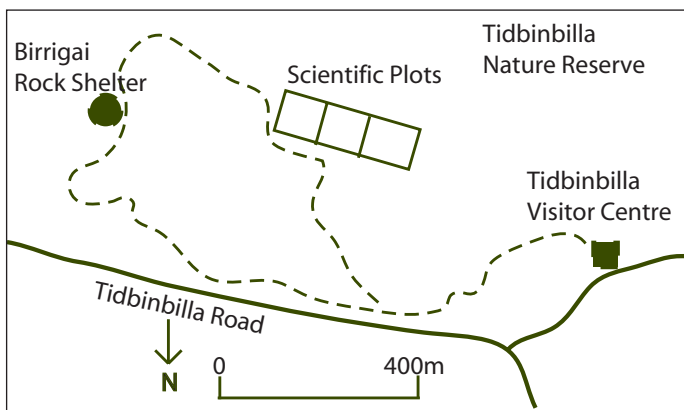 Birrigai
Rock Shelter
Scientific Plots
Tidbinbilla
Nature Reserve
Tidbinbilla
Visitor Centre
Tidbinbilla Road
N
0
400m